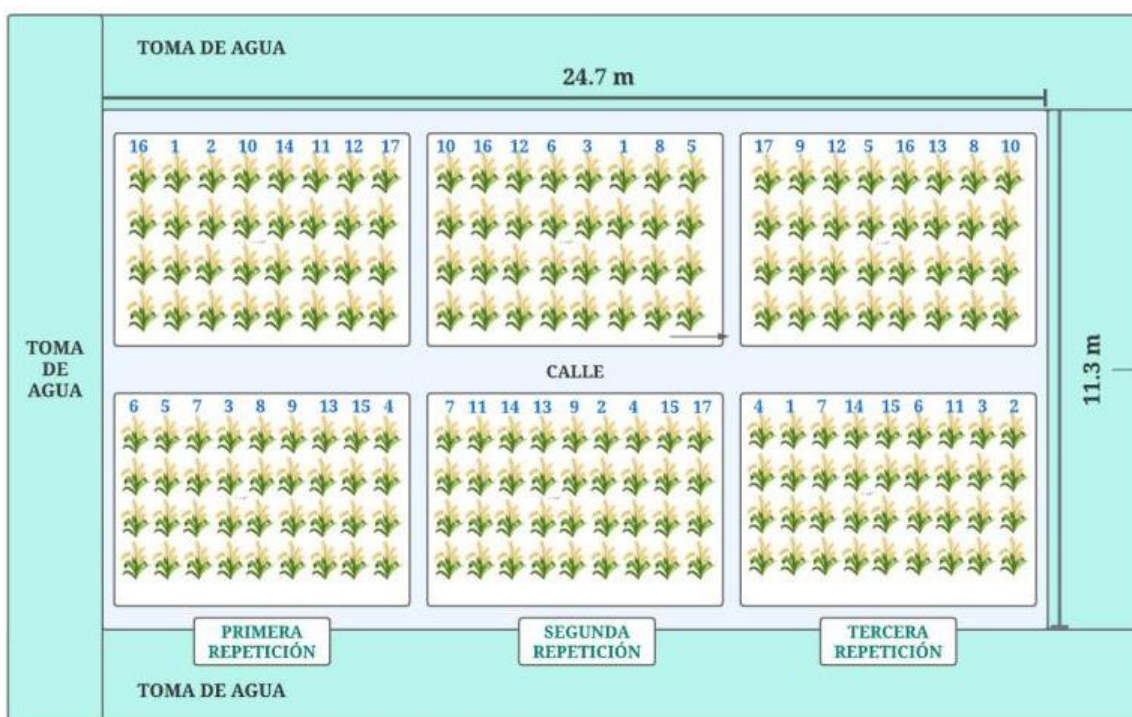 TOMA DE AGUA
24.7 m
16 1 2 10 14 11 12 17
10 16 12 6 3 1 8 5
17 9 12 5 16 13 8 10
TOMA
DE
AGUA
CALLE
11.3 m
6 5 7 3 8 9 13 15 4
7 11 14 13 9 2 4 15 17
4 1 7 14 15 6 11 3 2
PRIMERA
REPETICIÓN
SEGUNDA
REPETICIÓN
TERCERA
REPETICIÓN
TOMA DE AGUA